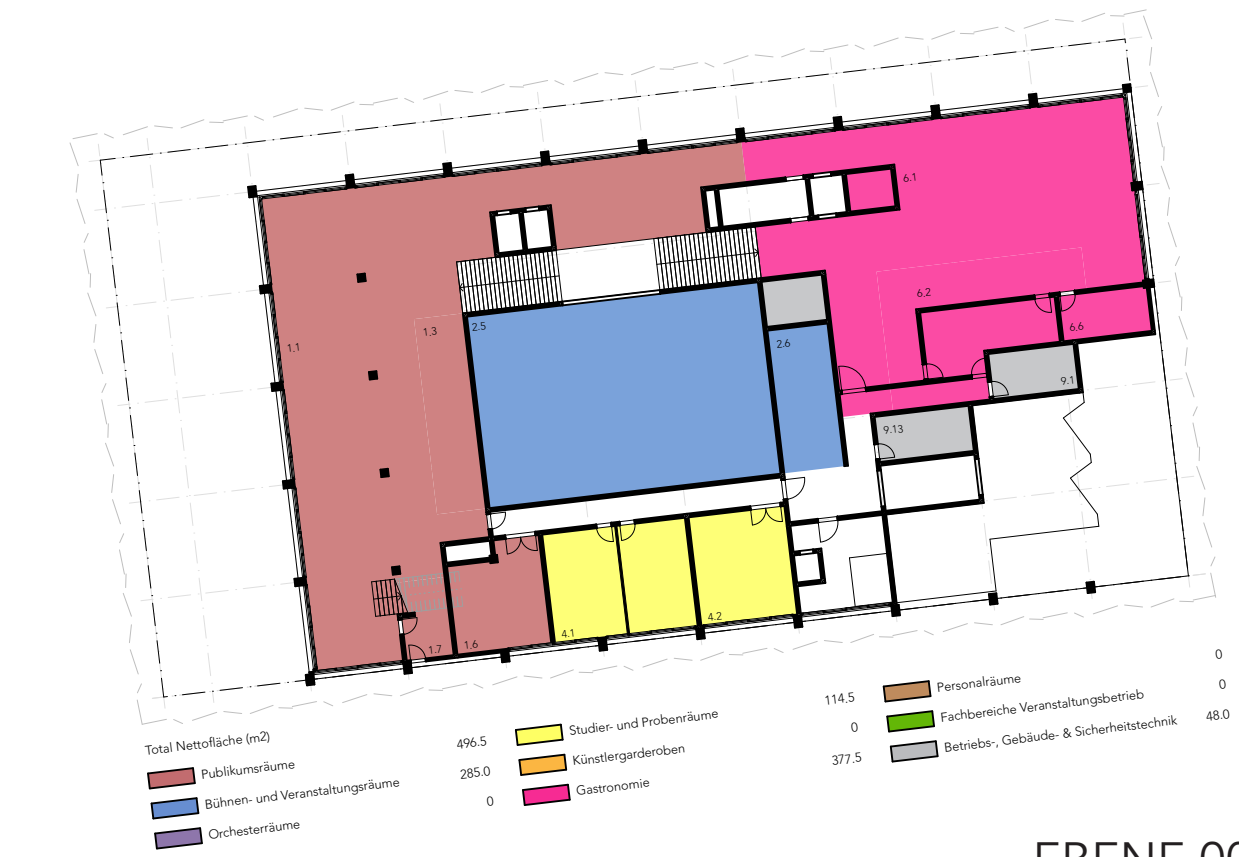 6.1
6.2
1.3
2.5
1.1
2.6
6.6
9.1
9.13
4.2
4.1
1.7
1.6
Total Nettofläche (m2)
Publikumsräume 496.5
Bühnen- und Veranstaltungsräume 285.0
Orchesterräume 0
Studier- und Probenräume 114.5
Künstlergarderoben 0
Gastronomie 377.5
Personalräume 0
Fachbereiche Veranstaltungsbetrieb 0
Betriebs-, Gebäude- & Sicherheitstechnik 48.0